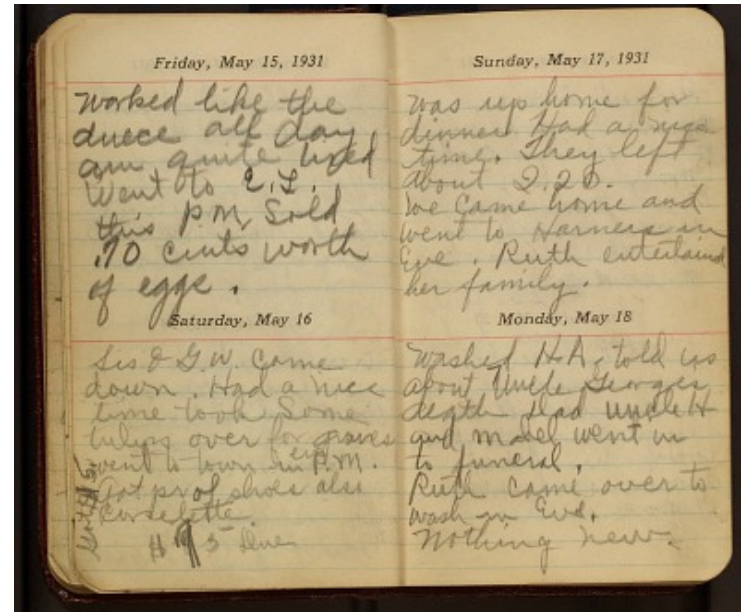 Friday, May 15, 1931
Worked like the
duece all day
am quite tired
Went to E.L.
this P.M. Sold
.70 cents worth
of eggs.
Saturday, May 16
Sis & G.W. came
down. Had a nice
time took some
tulips over for graves
went to town in P.M.
Got pr of shoes also
corselette
Due
Sunday, May 17, 1931
Was up home for
dinner Had a nice
time. They left
about 2.20.
We came home and
went to Harners in
Eve. Ruth entertained
her family.
Monday, May 18
Washed H.A. told us
about Uncle Georges
death Dad Uncle H
and Mabel went in
to funeral.
Ruth came over to
wash in Eve.
Nothing new.